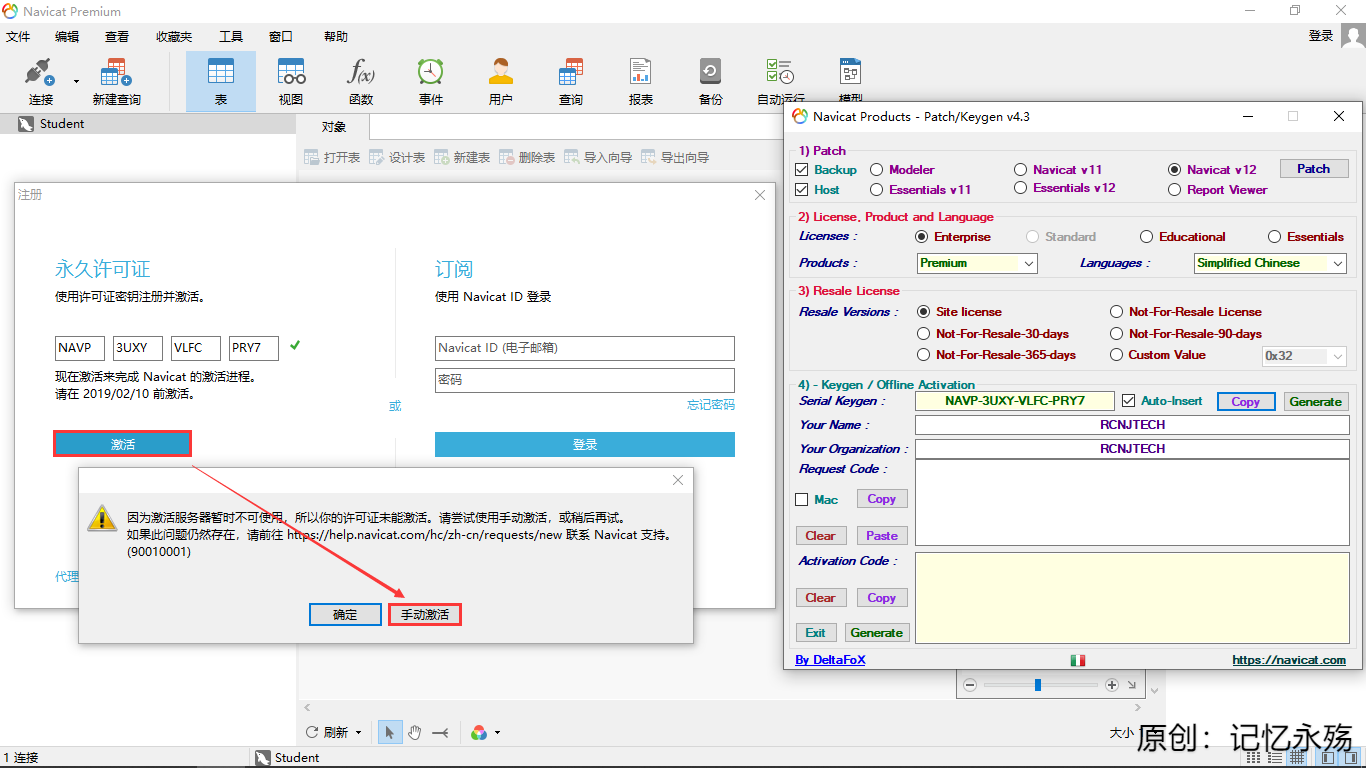 Navicat Premium
文件 编辑 查看 收藏夹 工具 窗口 帮助 登录
连接 新建查询 表 视图 函数 事件 用户 查询 报表 备份 自动运行 模型
f(x)
Student
对象
打开表 设计表 新建表 删除表 导入向导 导出向导
注册
永久许可证
使用许可证密钥注册并激活。
NAVP 3UXY VLFC PRY7
现在激活来完成 Navicat 的激活进程。
请在 2019/02/10 前激活。
激活
或
订阅
使用 Navicat ID 登录
Navicat ID (电子邮箱)
密码
忘记密码
登录
代理
因为激活服务器暂时不可使用，所以你的许可证未能激活。请尝试使用手动激活，或稍后再试。
如果此问题仍然存在，请前往 https://help.navicat.com/hc/zh-cn/requests/new 联系 Navicat 支持。
(90010001)
确定 手动激活
Navicat Products - Patch/Keygen v4.3
1) Patch
Backup Modeler Navicat v11 Navicat v12 Patch
Host Essentials v11 Essentials v12 Report Viewer
2) License, Product and Language
Licenses : Enterprise Standard Educational Essentials
Products : Premium Languages : Simplified Chinese
3) Resale License
Resale Versions : Site license Not-For-Resale License
Not-For-Resale-30-days Not-For-Resale-90-days
Not-For-Resale-365-days Custom Value 0x32
4) - Keygen / Offline Activation
Serial Keygen : NAVP-3UXY-VLFC-PRY7 Auto-Insert Copy Generate
Your Name : RCNJTECH
Your Organization : RCNJTECH
Request Code :
Mac Copy
Clear Paste
Activation Code :
Clear Copy
Exit Generate
By DeltaFoX https://navicat.com
刷新 大小
原创：记忆永殇
1 连接 Student